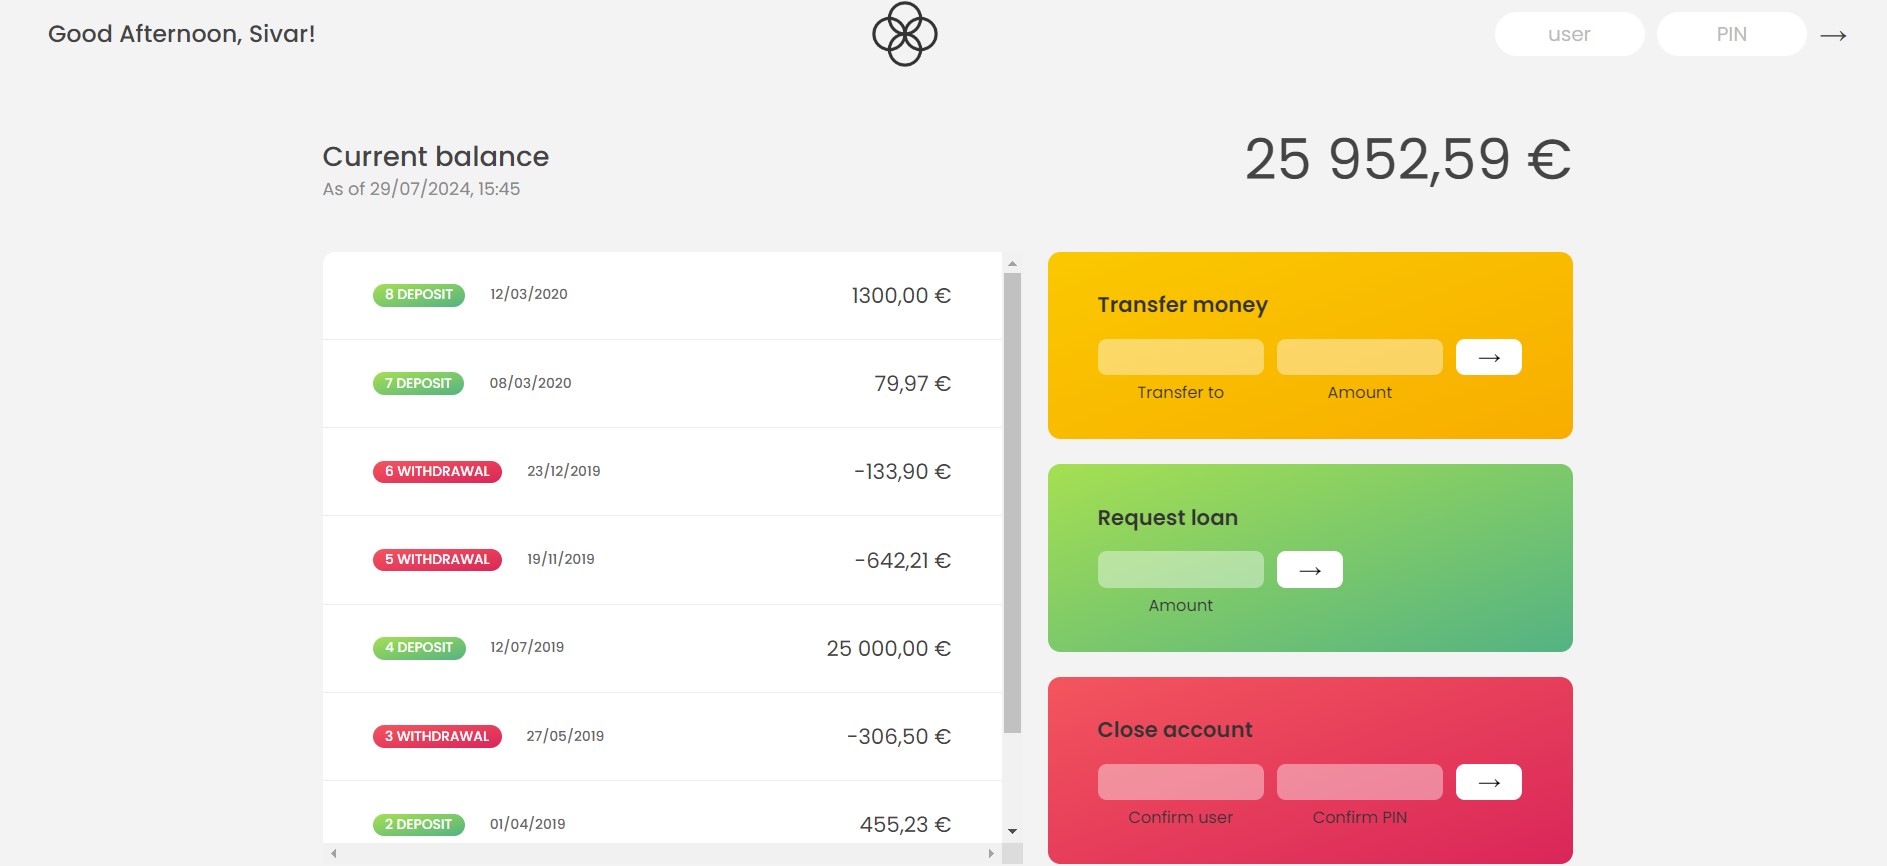 Good Afternoon, Sivar!
user
PIN
→
Current balance
As of 29/07/2024, 15:45
25 952,59 €
8 DEPOSIT 12/03/2020 1300,00 €
7 DEPOSIT 08/03/2020 79,97 €
6 WITHDRAWAL 23/12/2019 -133,90 €
5 WITHDRAWAL 19/11/2019 -642,21 €
4 DEPOSIT 12/07/2019 25 000,00 €
3 WITHDRAWAL 27/05/2019 -306,50 €
2 DEPOSIT 01/04/2019 455,23 €
Transfer money
→
Transfer to Amount
Request loan
→
Amount
Close account
→
Confirm user Confirm PIN